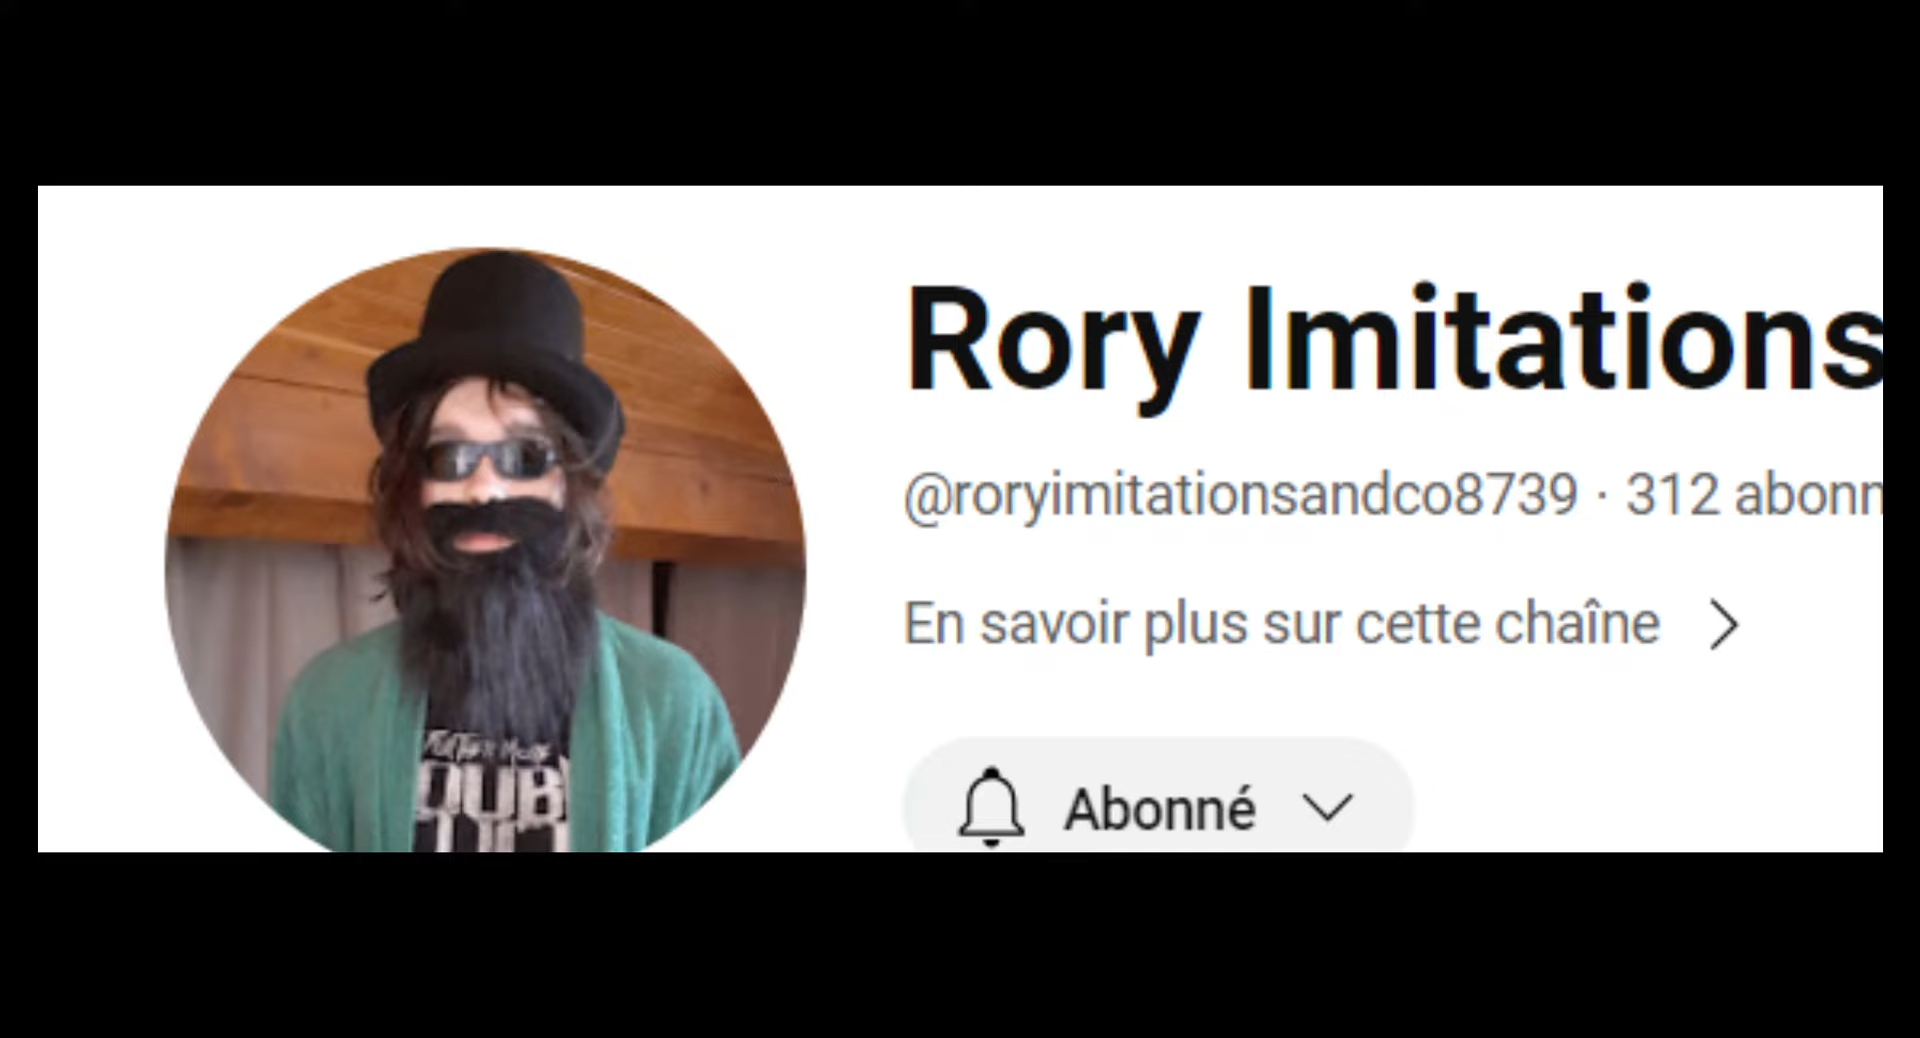 Rory Imitations
@roryimitationsandco8739 · 312 abonn
En savoir plus sur cette chaîne
Abonné